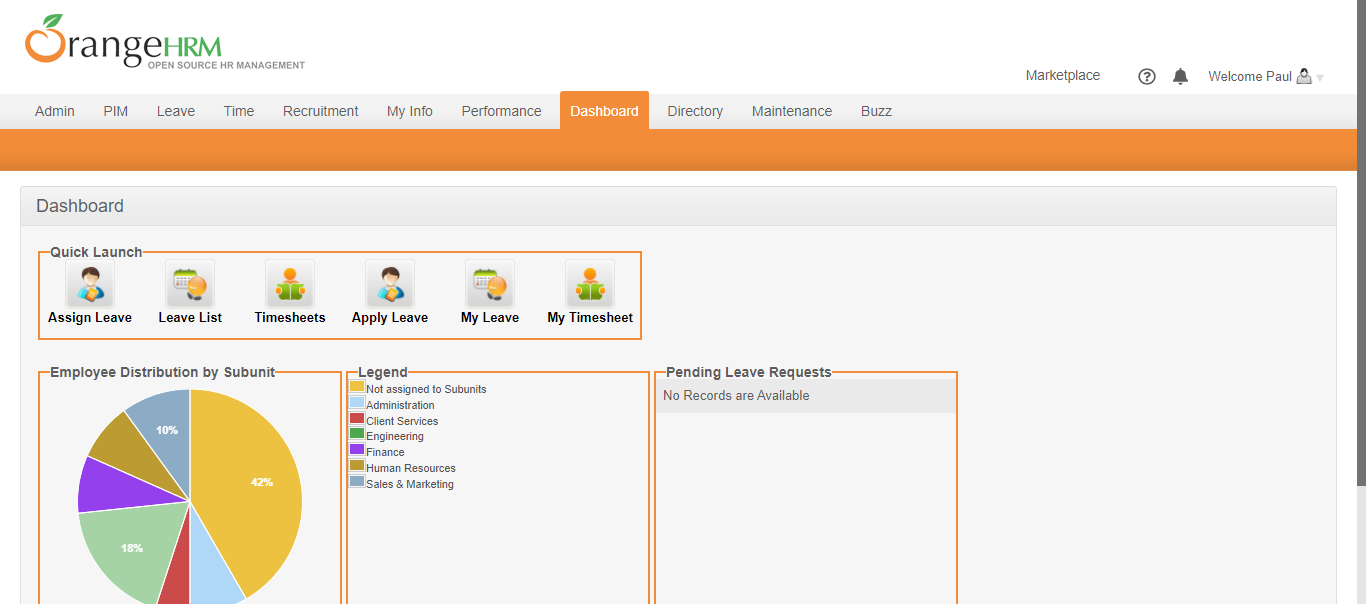 OrangeHRM
OPEN SOURCE HR MANAGEMENT
Marketplace
Welcome Paul
Admin PIM Leave Time Recruitment My Info Performance Dashboard Directory Maintenance Buzz
Dashboard
Quick Launch
Assign Leave Leave List Timesheets Apply Leave My Leave My Timesheet
Employee Distribution by Subunit
10%
42%
18%
Legend
Not assigned to Subunits
Administration
Client Services
Engineering
Finance
Human Resources
Sales & Marketing
Pending Leave Requests
No Records are Available